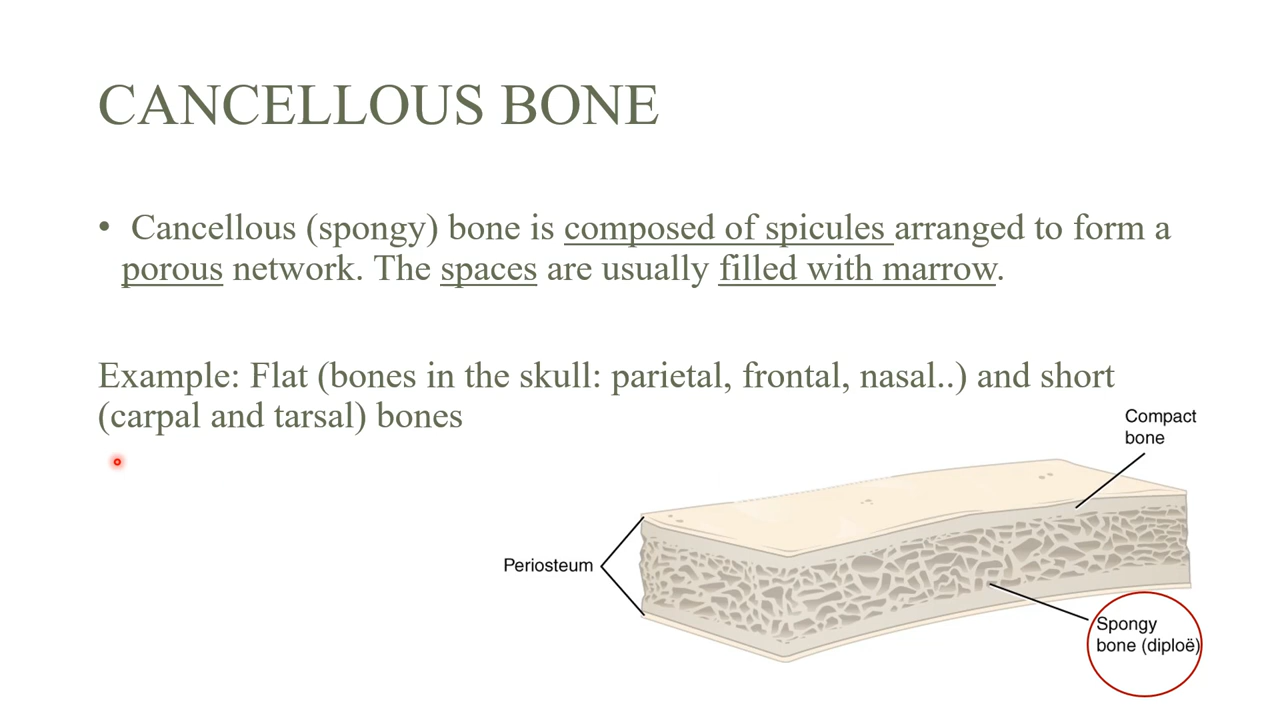 CANCELLOUS BONE
• Cancellous (spongy) bone is composed of spicules arranged to form a
porous network. The spaces are usually filled with marrow.
Example: Flat (bones in the skull: parietal, frontal, nasal..) and short
(carpal and tarsal) bones
Compact
bone
Periosteum
Spongy
bone (diploë)